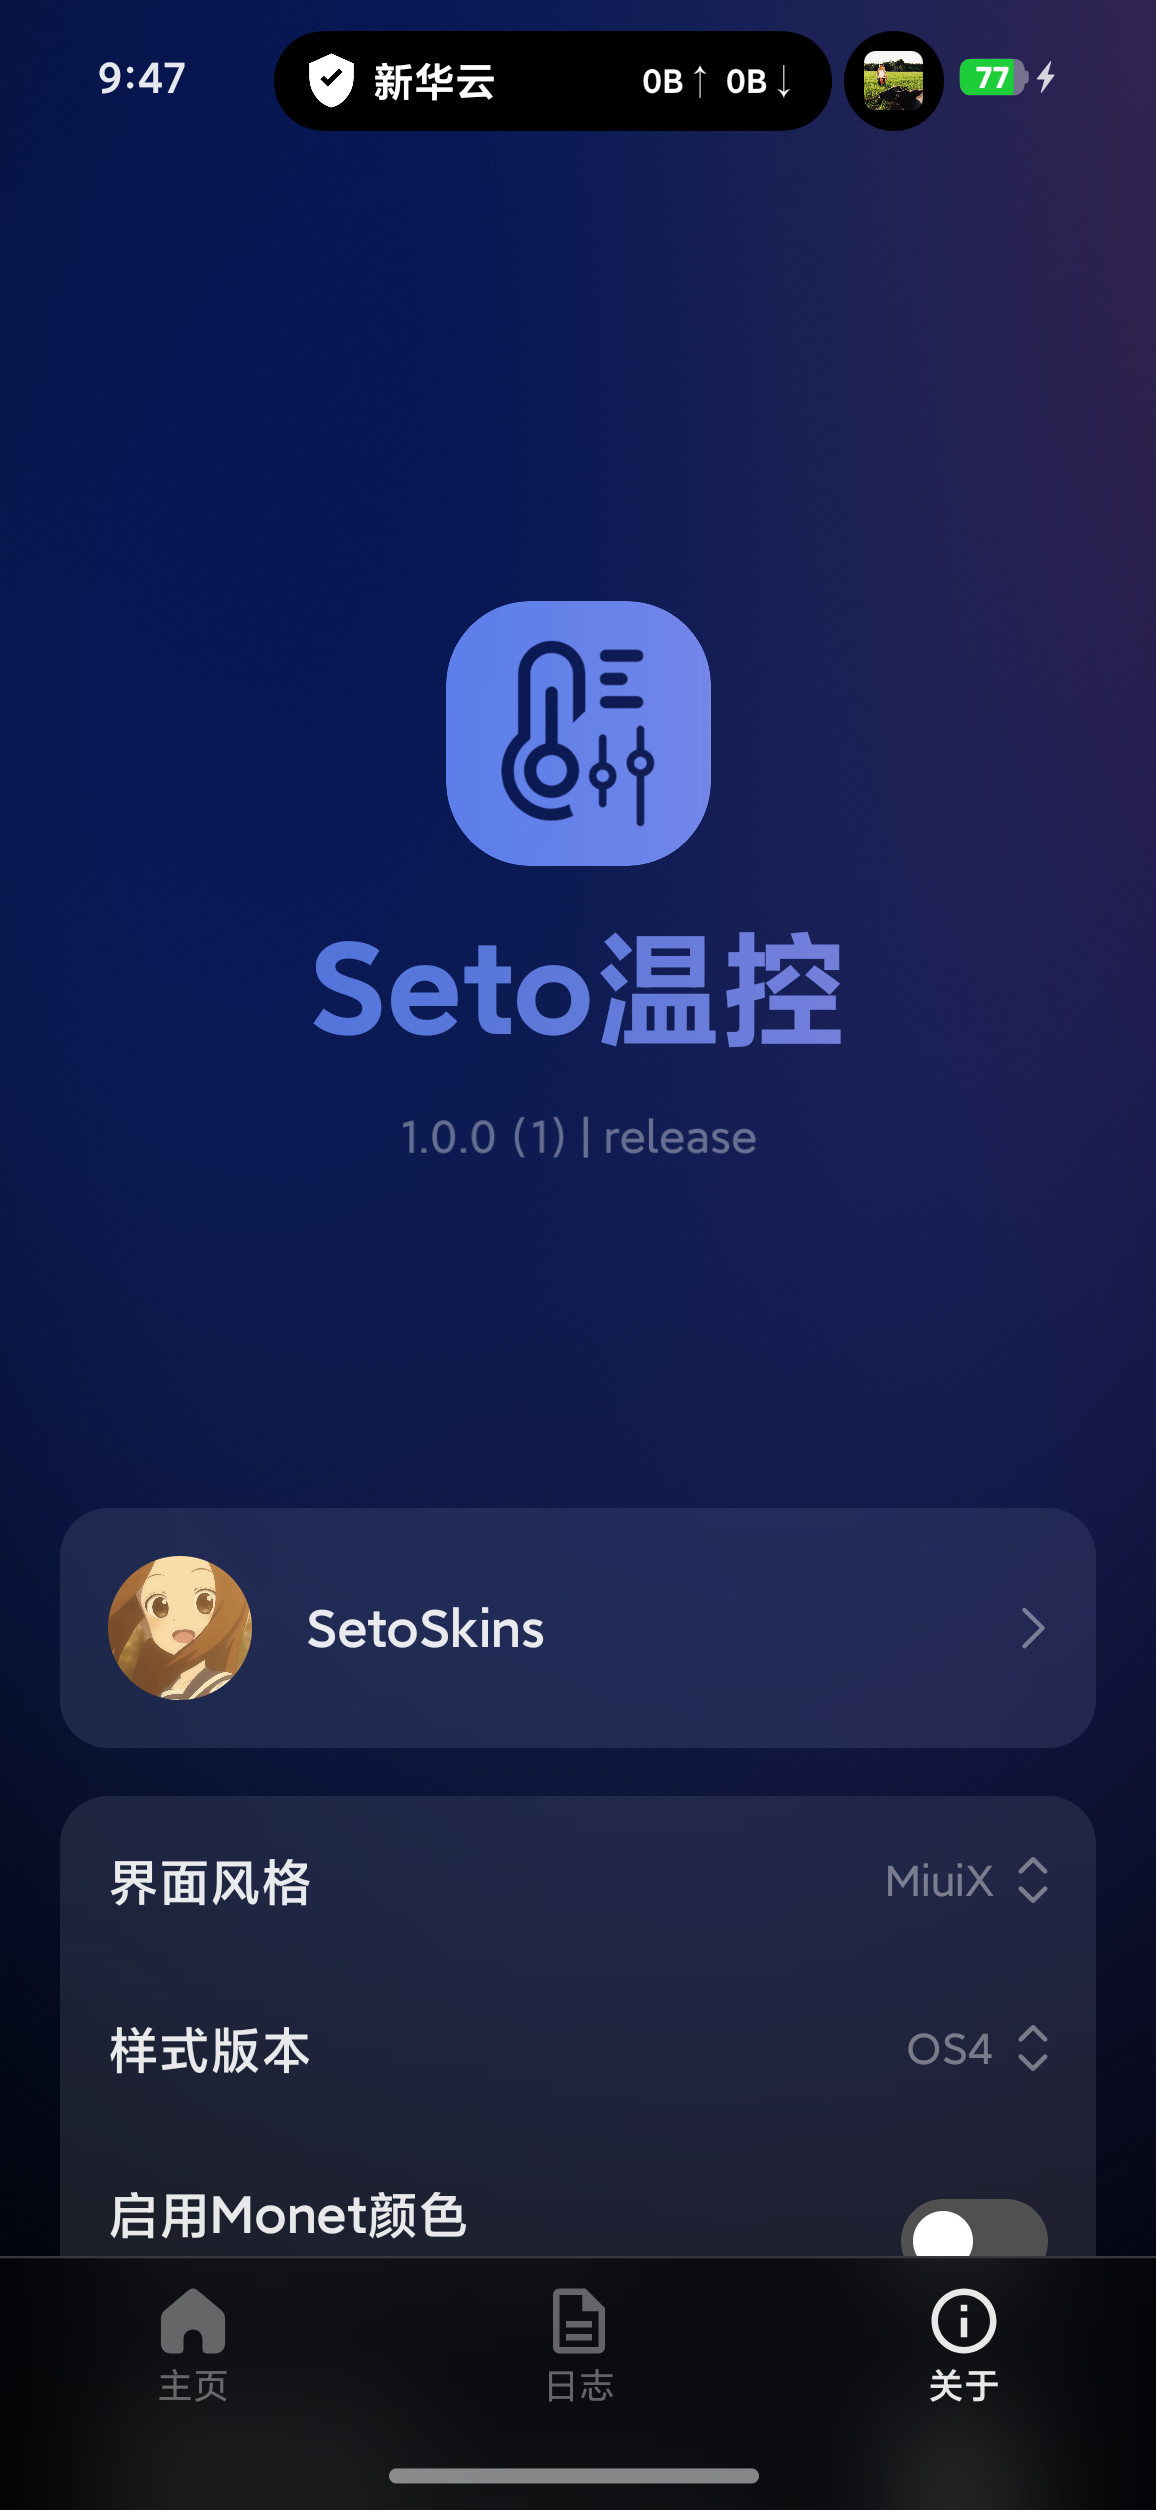 9:47
新华云
0B↑ 0B↓
77
Seto温控
1.0.0 (1) | release
SetoSkins
界面风格
MiuiX
样式版本
OS4
启用Monet颜色
主页
日志
关于